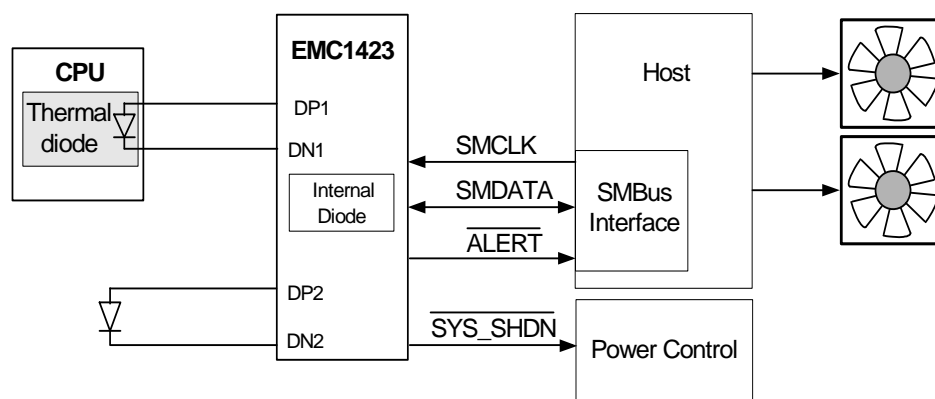 CPU
Thermal
diode
EMC1423
DP1
DN1
Internal
Diode
DP2
DN2
SMCLK
SMDATA
ALERT
SYS_SHDN
Host
SMBus
Interface
Power Control